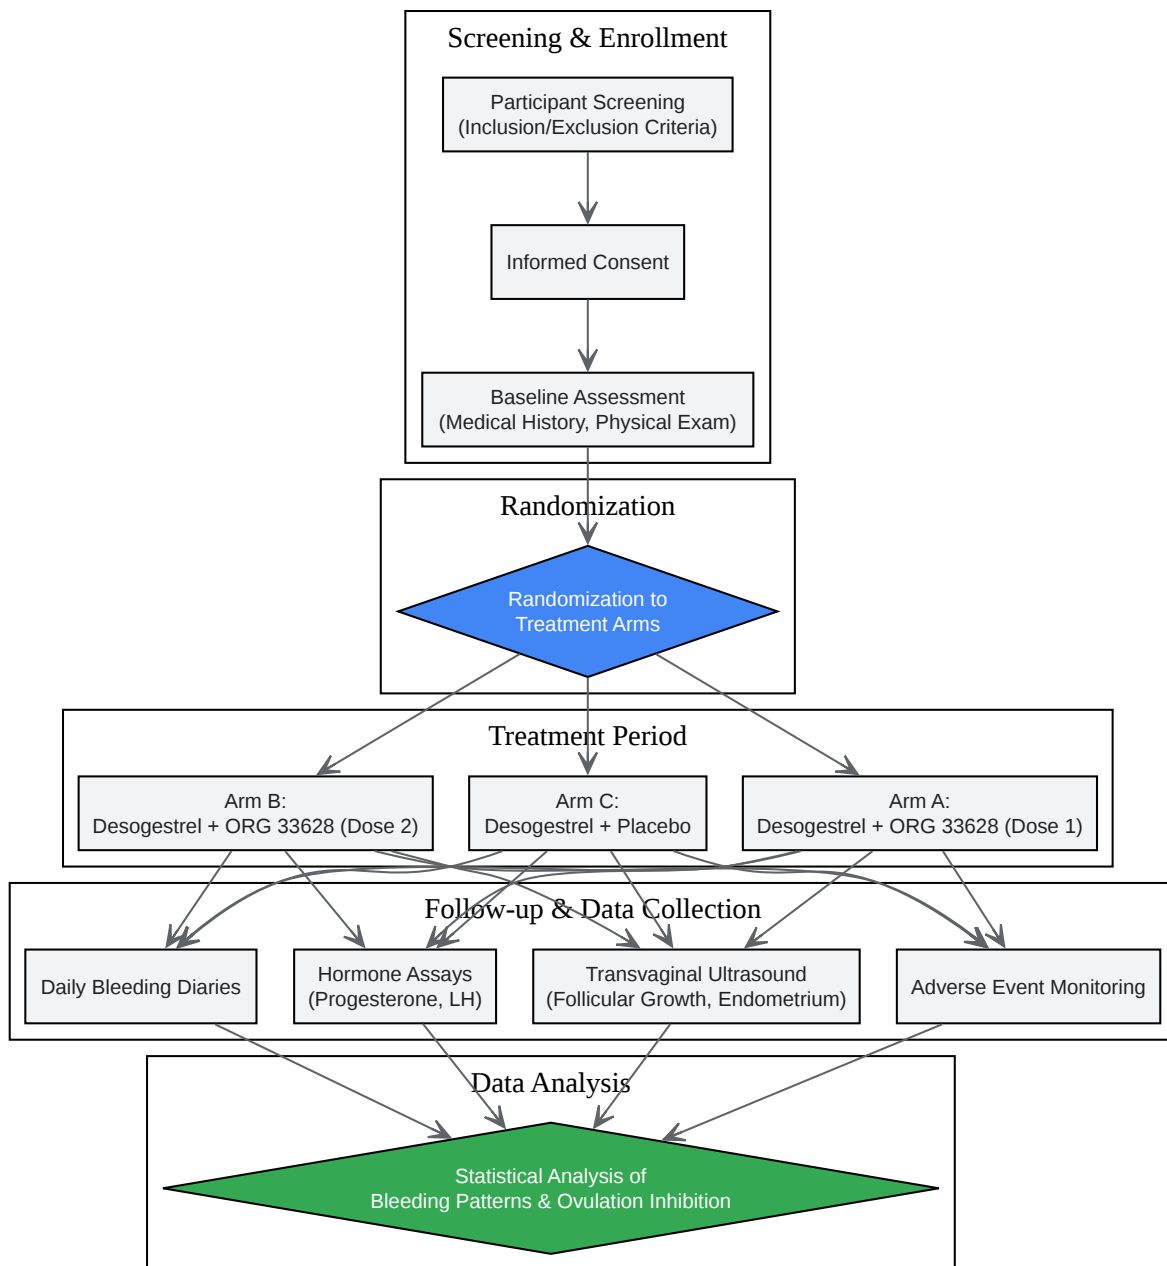 Screening & Enrollment
Participant Screening
(Inclusion/Exclusion Criteria)
Informed Consent
Baseline Assessment
(Medical History, Physical Exam)
Randomization
Randomization to
Treatment Arms
Treatment Period
Arm B:
Desogestrel + ORG 33628 (Dose 2)
Arm C:
Desogestrel + Placebo
Arm A:
Desogestrel + ORG 33628 (Dose 1)
Follow-up & Data Collection
Daily Bleeding Diaries
Hormone Assays
(Progesterone, LH)
Transvaginal Ultrasound
(Follicular Growth, Endometrium)
Adverse Event Monitoring
Data Analysis
Statistical Analysis of
Bleeding Patterns & Ovulation Inhibition